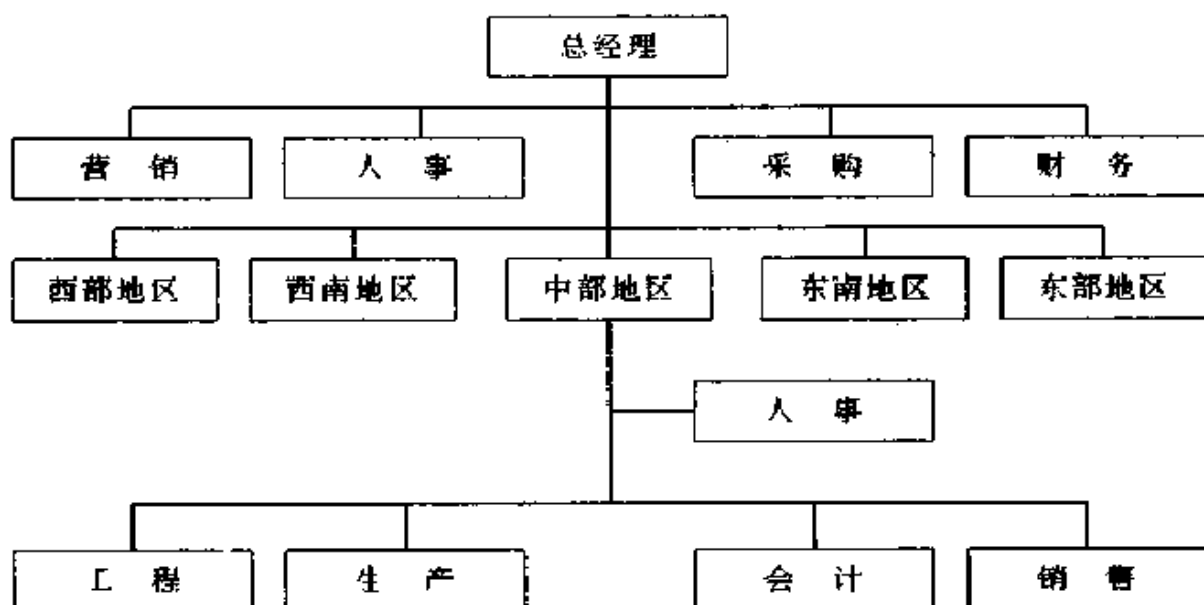 总经理
营 销 人 事 采 购 财 务
西部地区 西南地区 中部地区 东南地区 东部地区
人 事
工 程 生 产 会 计 销 售